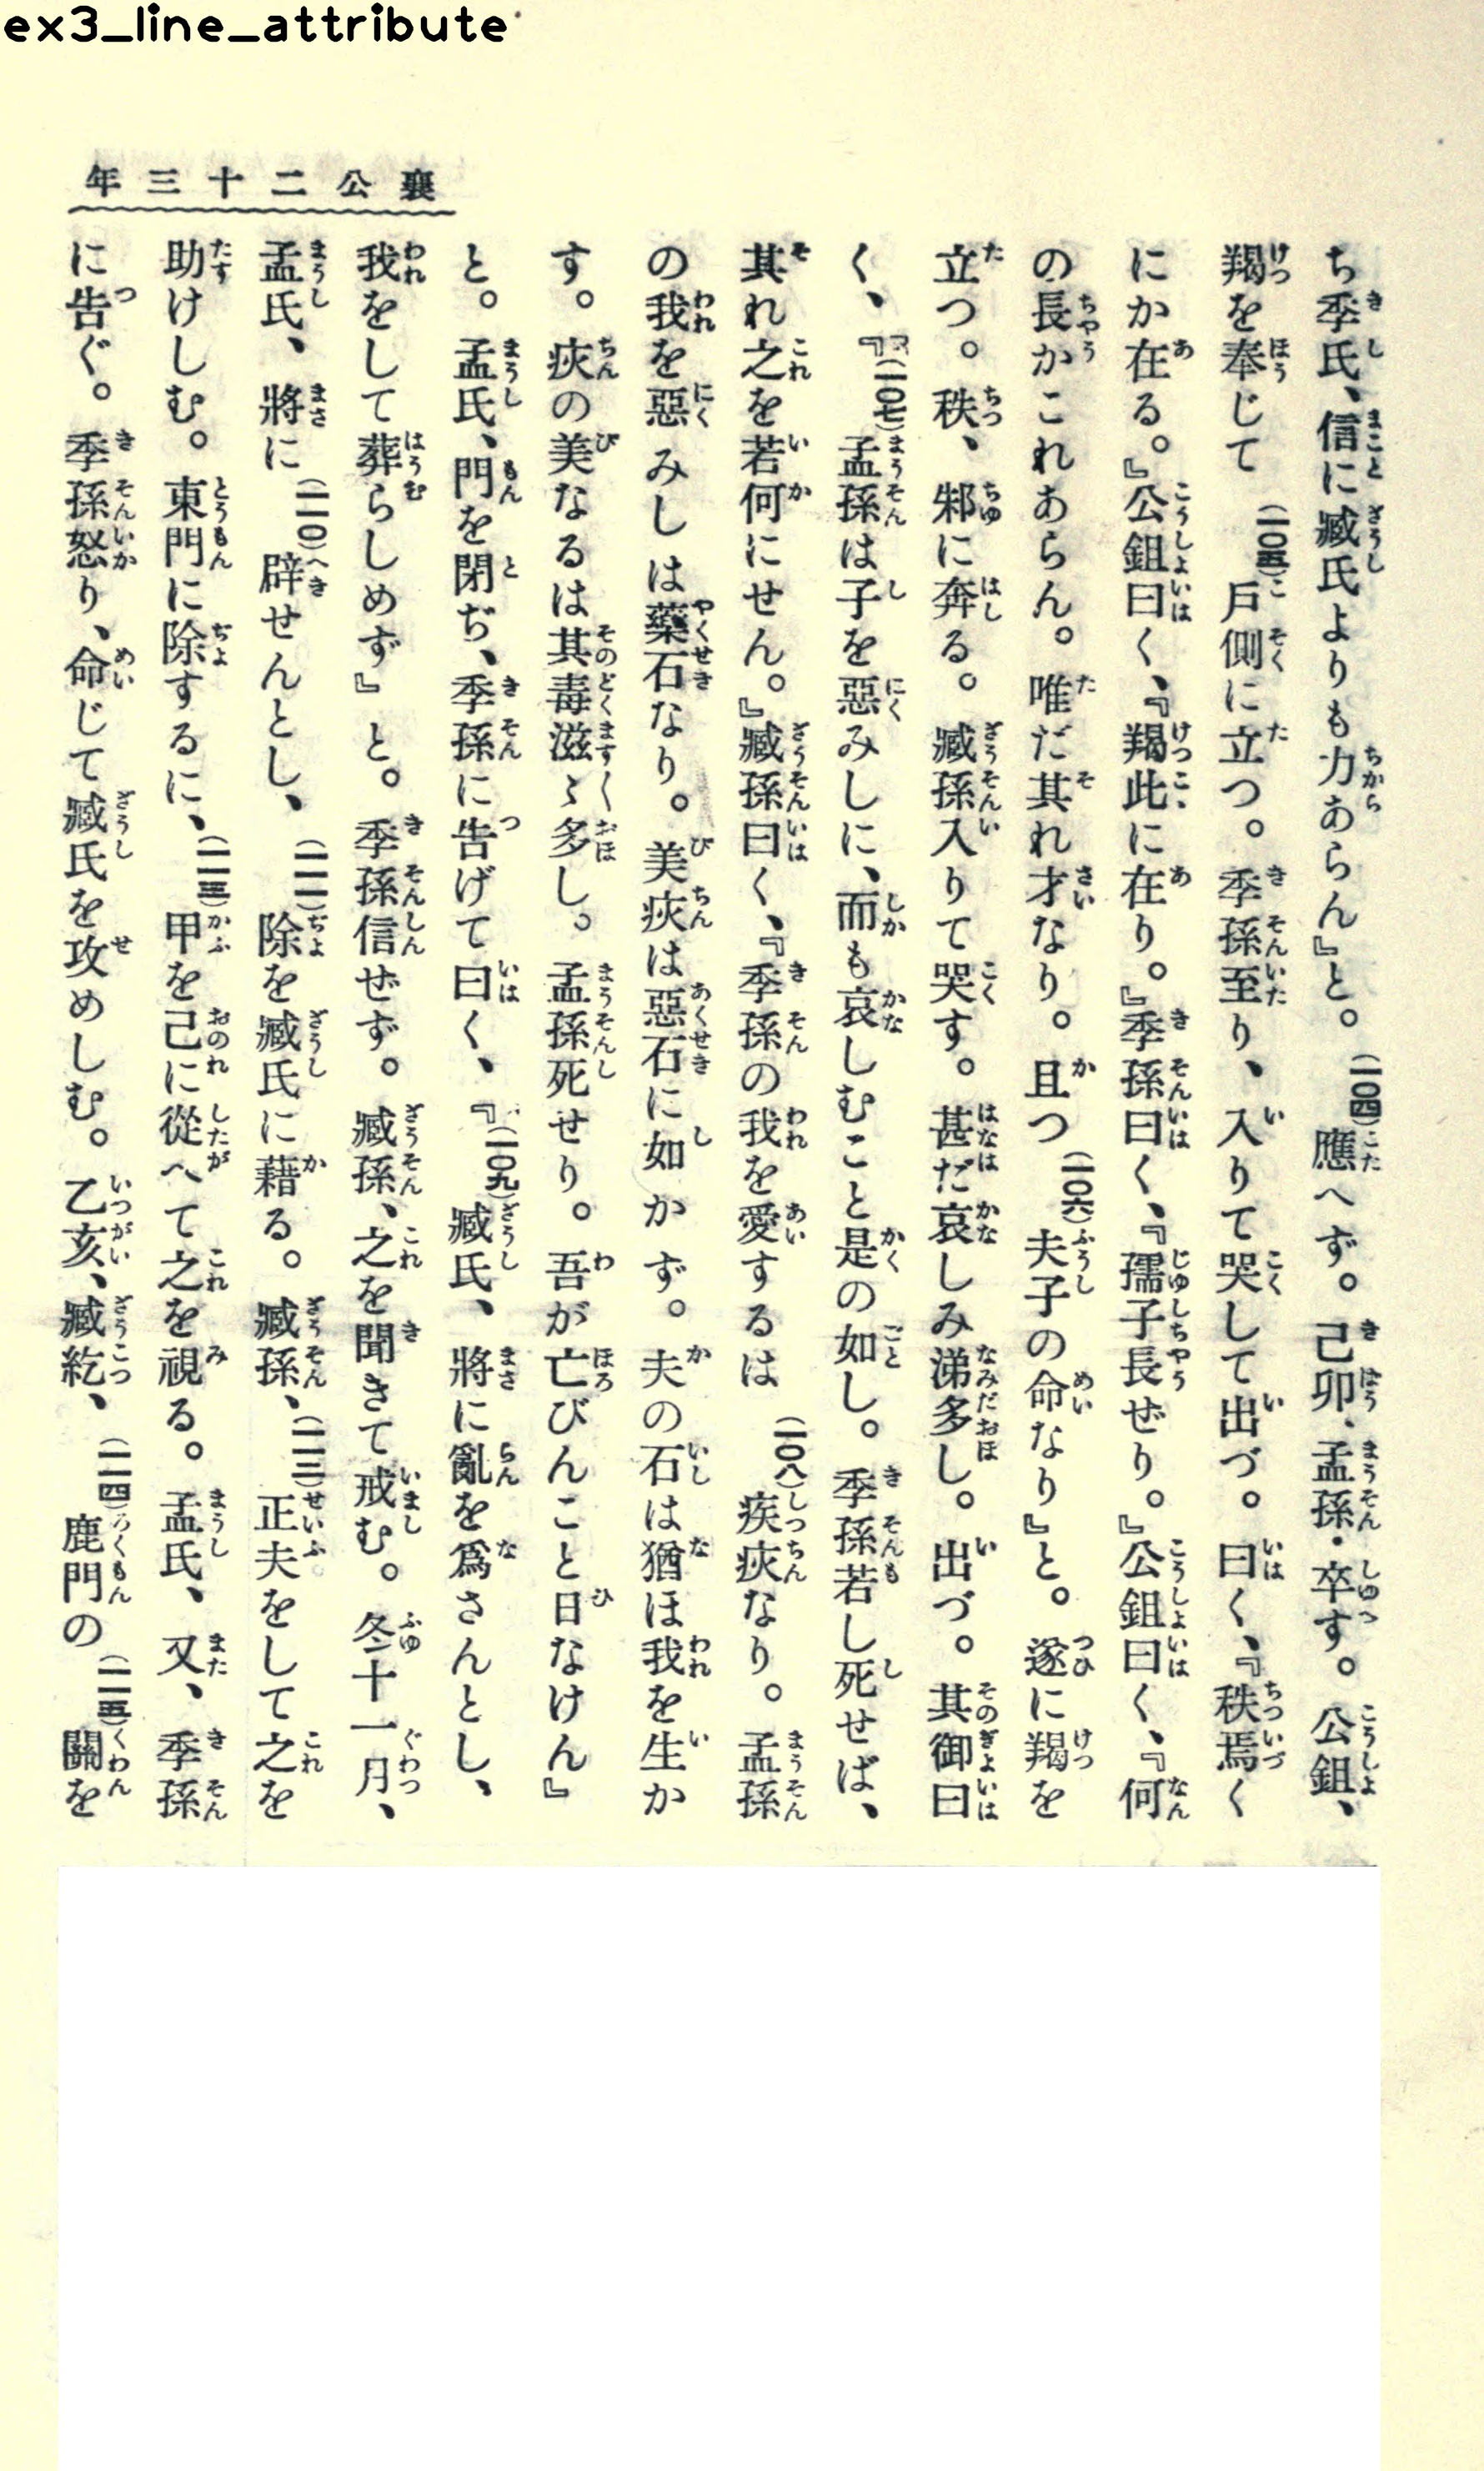 ex3_line_attribute
襄公二十三年
ち季氏、信に臧氏よりも力あらん』と。(一〇四)應へず。己卯、孟孫・卒す。公鉏、
羯を奉じて(一〇五)戶側に立つ。季孫至り、入りて哭して出づ。曰く、『秩焉く
にか在る。』公鉏曰く、『羯此に在り。』季孫曰く、『孺子長ぜり。』公鉏曰く、『何
の長かこれあらん。唯だ其れ才なり。且つ(一〇六)夫子の命なり』と。遂に羯を
立つ。秩、邾に奔る。臧孫入りて哭す。甚だ哀しみ涕多し。出づ。其御曰
く、『(一〇七)孟孫は子を惡みしに、而も哀しむこと是の如し。季孫若し死せば、
其れ之を若何にせん。』臧孫曰く、『季孫の我を愛するは(一〇八)疾疢なり。孟孫
の我を惡みしは藥石なり。美疢は惡石に如かず。夫の石は猶ほ我を生か
す。疢の美なるは其毒滋〻多し。孟孫死せり。吾が亡びんこと日なけん』
と。孟氏、門を閉ぢ、季孫に告げて曰く、『(一〇九)臧氏、將に亂を爲さんとし、
我をして葬らしめず』と。季孫信ぜず。臧孫、之を聞きて戒む。冬十一月、
孟氏、將に(一一〇)辟せんとし、(一一一)除を臧氏に藉る。臧孫、(一一二)正夫をして之を
助けしむ。東門に除するに、(一一三)甲を己に從へて之を視る。孟氏、又、季孫
に告ぐ。季孫怒り、命じて臧氏を攻めしむ。乙亥、臧紇、(一一四)鹿門の(一一五)關を